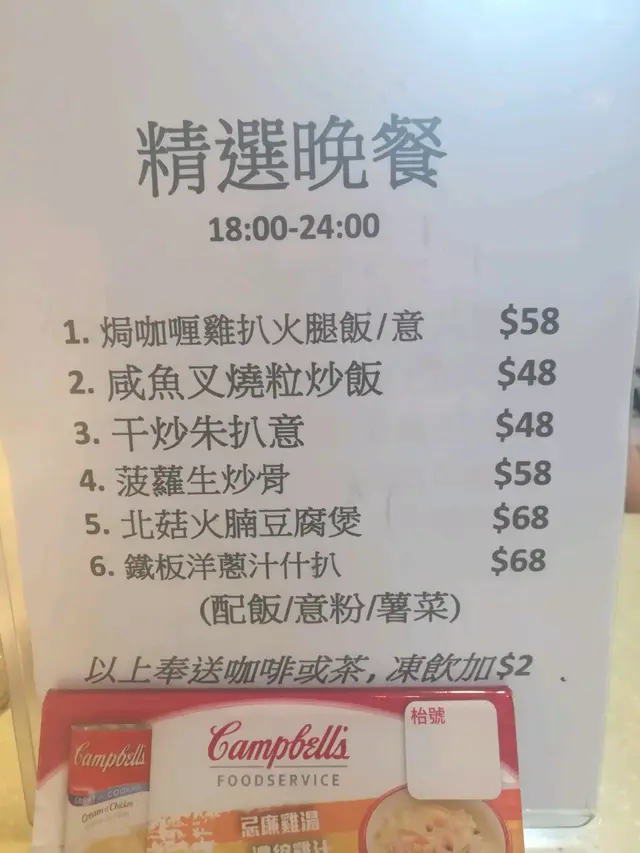 精選晚餐
18:00-24:00
1. 焗咖喱雞扒火腿飯/意 $58
2. 咸魚叉燒粒炒飯 $48
3. 干炒朱扒意 $48
4. 菠蘿生炒骨 $58
5. 北菇火腩豆腐煲 $68
6. 鐵板洋蔥汁什扒 $68
(配飯/意粉/薯菜)
以上奉送咖啡或茶, 凍飲加$2 .
枱號
Campbell's
FOODSERVICE
Campbell's
Cream of Chicken
忌廉雞湯